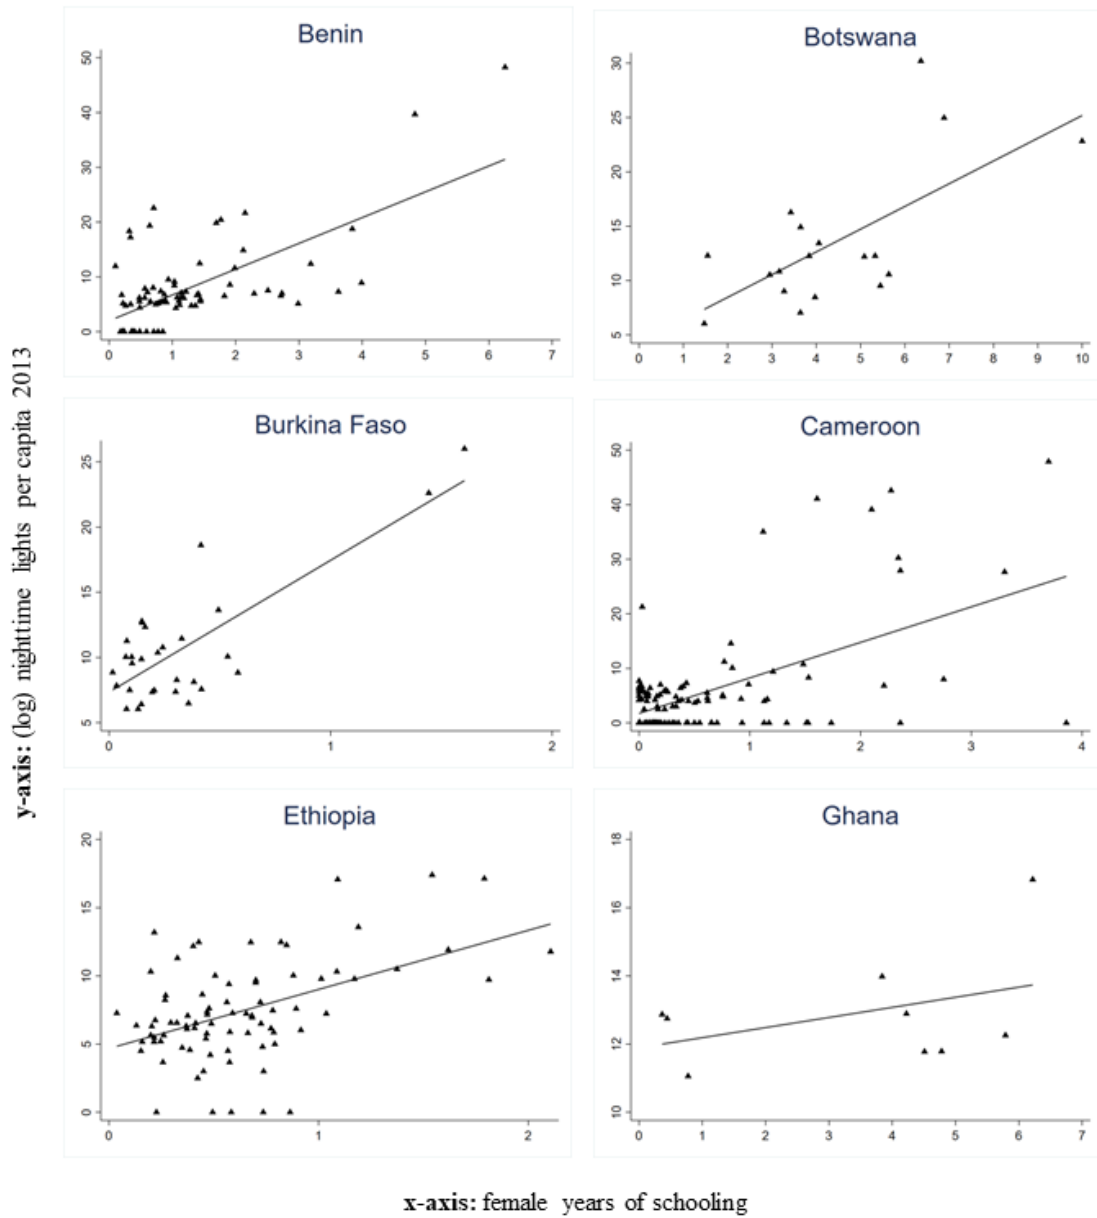 Benin
50
40
30
20
10
0
0 1 2 3 4 5 6 7
Botswana
30
25
20
15
10
5
0 1 2 3 4 5 6 7 8 9 10
Burkina Faso
25
20
15
10
5
0 1 2
Cameroon
50
40
30
20
10
0
0 1 2 3 4
Ethiopia
20
15
10
5
0
0 1 2
Ghana
18
16
14
12
10
0 1 2 3 4 5 6 7
y-axis: (log) nighttime lights per capita 2013
x-axis: female years of schooling